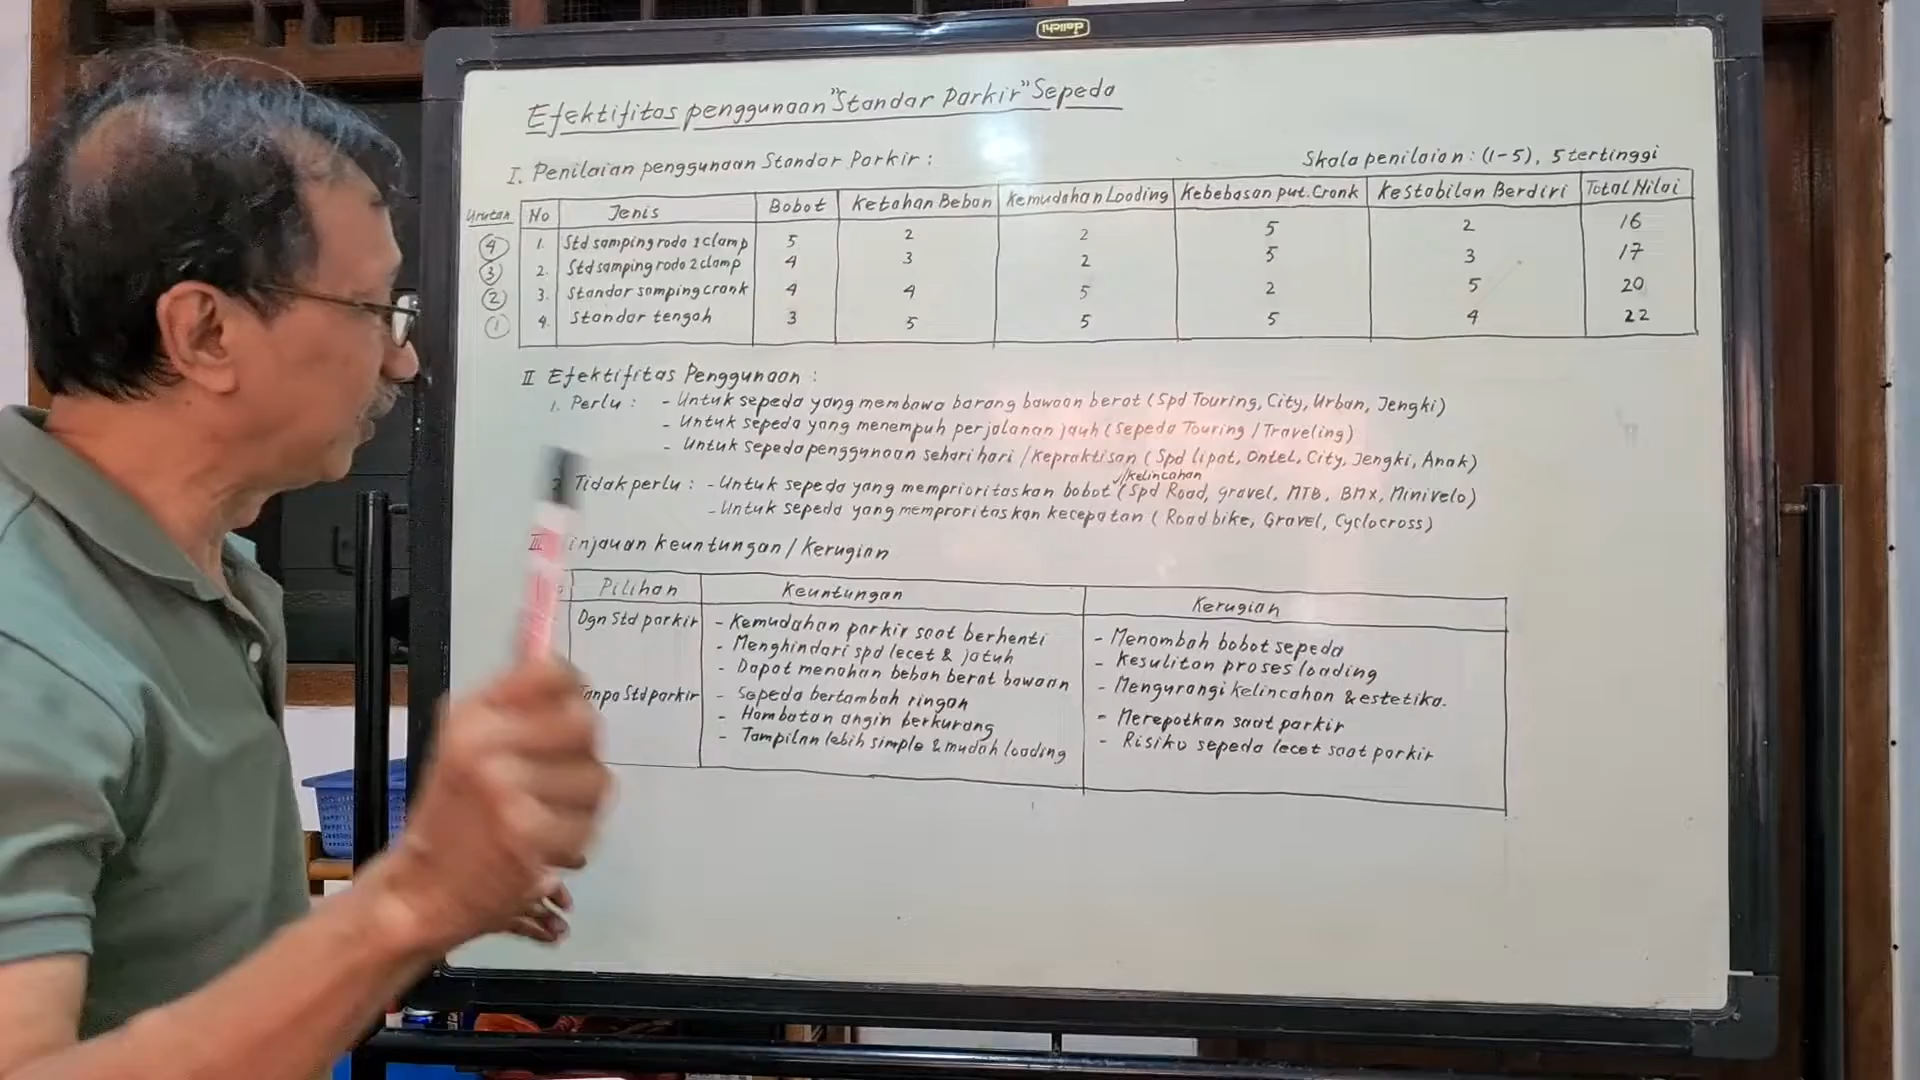 daiichi
Efektifitas penggunaan "Standar Parkir" Sepeda
I. Penilaian penggunaan Standar Parkir :
Skala penilaian : (1-5), 5 tertinggi
Urutan No Jenis Bobot Ketahan Beban Kemudahan Loading Kebebasan put. Crank Kestabilan Berdiri Total Nilai
4 1. Std samping roda 1 clamp 5 2 2 5 2 16
3 2. Std samping roda 2 clamp 4 3 2 5 3 17
2 3. Standar samping crank 4 4 5 2 5 20
1 4. Standar tengah 3 5 5 5 4 22
II Efektifitas Penggunaan :
1. Perlu : - Untuk sepeda yang membawa barang bawaan berat (Spd Touring, City, Urban, Jengki)
- Untuk sepeda yang menempuh perjalanan jauh (Sepeda Touring / Traveling)
- Untuk sepeda penggunaan sehari hari / Kepraktisan (Spd lipat, Ontel, City, Jengki, Anak)
/kelincahan
Tidak perlu : - Untuk sepeda yang memprioritaskan bobot (Spd Road, gravel, MTB, BMX, Minivelo)
- Untuk sepeda yang memproritaskan kecepatan (Road bike, Gravel, Cyclocross)
III injauan keuntungan / Kerugian
Pilihan Keuntungan Kerugian
Dgn Std parkir - Kemudahan parkir saat berhenti - Menambah bobot sepeda
- Menghindari spd lecet & jatuh - Kesulitan proses loading
- Dapat menahan beban berat bawaan - Mengurangi kelincahan & estetika.
Tanpa Std parkir - Sepeda bertambah ringan - Merepotkan saat parkir
- Hambatan angin berkurang - Risiko sepeda lecet saat parkir
- Tampilan lebih simple & mudah loading